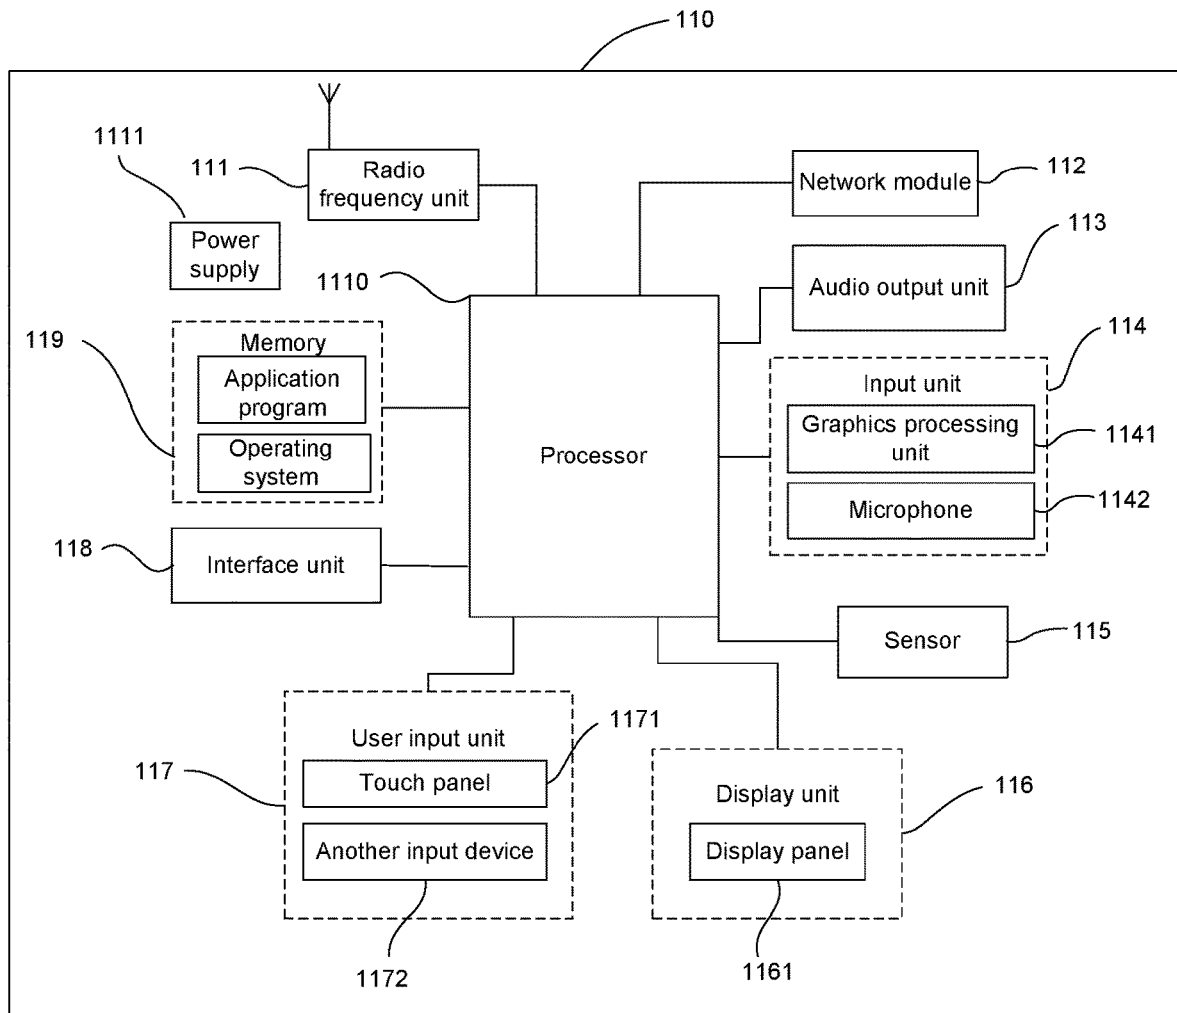 110
1111
111
Radio
frequency unit
Network module
112
Power
supply
113
Audio output unit
1110
119
Memory
Application
program
Operating
system
Processor
114
Input unit
Graphics processing
unit
1141
Microphone
1142
118
Interface unit
Sensor
115
1171
User input unit
117
Touch panel
Another input device
1172
Display unit
116
Display panel
1161